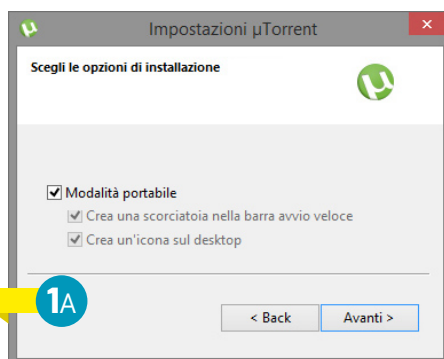 µ Impostazioni µTorrent ×
Scegli le opzioni di installazione
µ
Modalità portabile
Crea una scorciatoia nella barra avvio veloce
Crea un'icona sul desktop
1A
< Back Avanti >